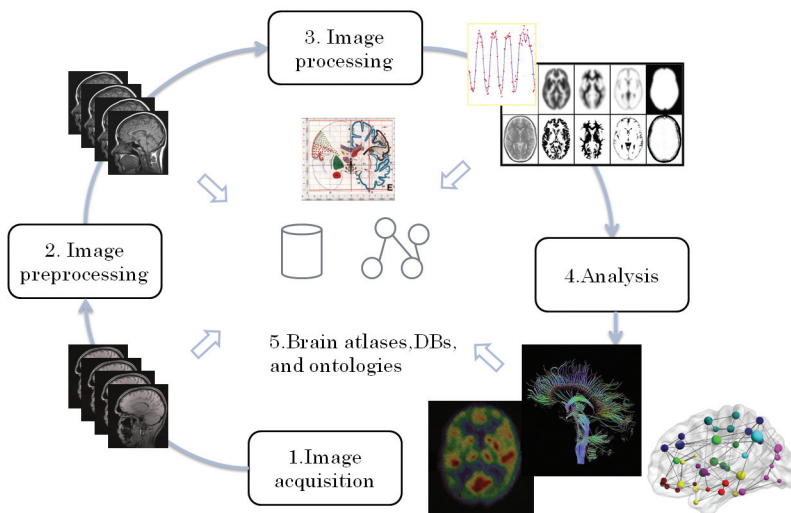 3. Image
processing
E
2. Image
preprocessing
4.Analysis
5.Brain atlases,DBs,
and ontologies
1.Image
acquisition